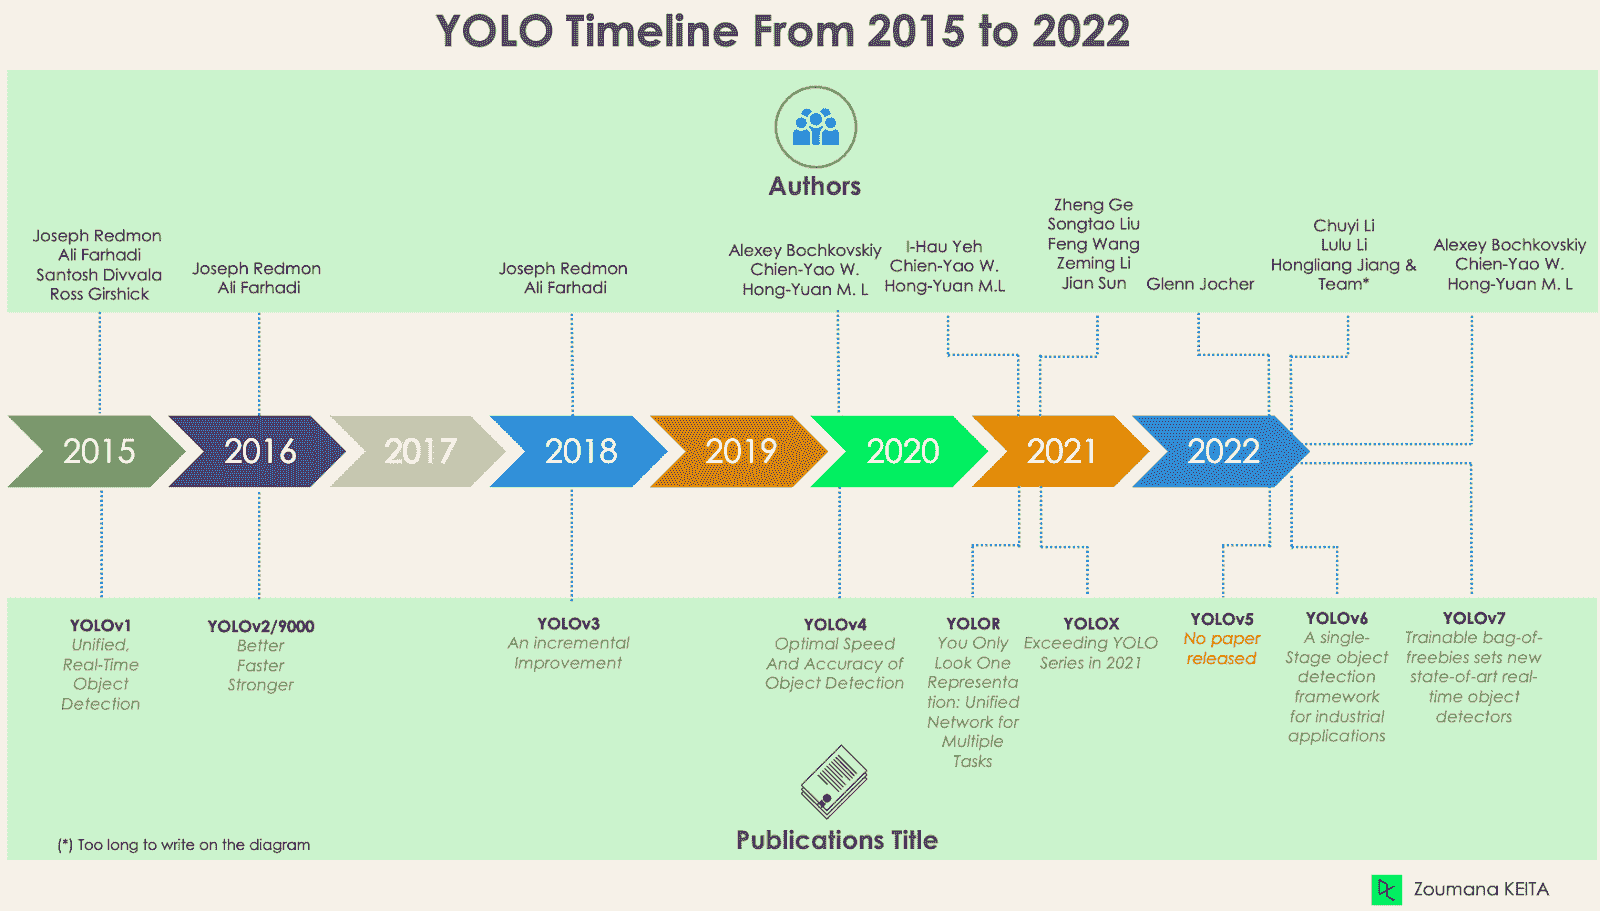 YOLO Timeline From 2015 to 2022
Authors
Joseph Redmon
Ali Farhadi
Santosh Divvala
Ross Girshick
Joseph Redmon
Ali Farhadi
Joseph Redmon
Ali Farhadi
Alexey Bochkovskiy
Chien-Yao W.
Hong-Yuan M. L
I-Hau Yeh
Chien-Yao W.
Hong-Yuan M.L
Zheng Ge
Songtao Liu
Feng Wang
Zeming Li
Jian Sun
Glenn Jocher
Chuyi Li
Lulu Li
Hongliang Jiang &
Team*
Alexey Bochkovskiy
Chien-Yao W.
Hong-Yuan M. L
2015
2016
2017
2018
2019
2020
2021
2022
YOLOv1
Unified,
Real-Time
Object
Detection
YOLOv2/9000
Better
Faster
Stronger
YOLOv3
An incremental
Improvement
YOLOv4
Optimal Speed
And Accuracy of
Object Detection
YOLOR
You Only
Look One
Representa
tion: Unified
Network for
Multiple
Tasks
YOLOX
Exceeding YOLO
Series in 2021
YOLOv5
No paper
released
YOLOv6
A single-
Stage object
detection
framework
for industrial
applications
YOLOv7
Trainable bag-of-
freebies sets new
state-of-art real-
time object
detectors
Publications Title
(*) Too long to write on the diagram
Zoumana KEITA